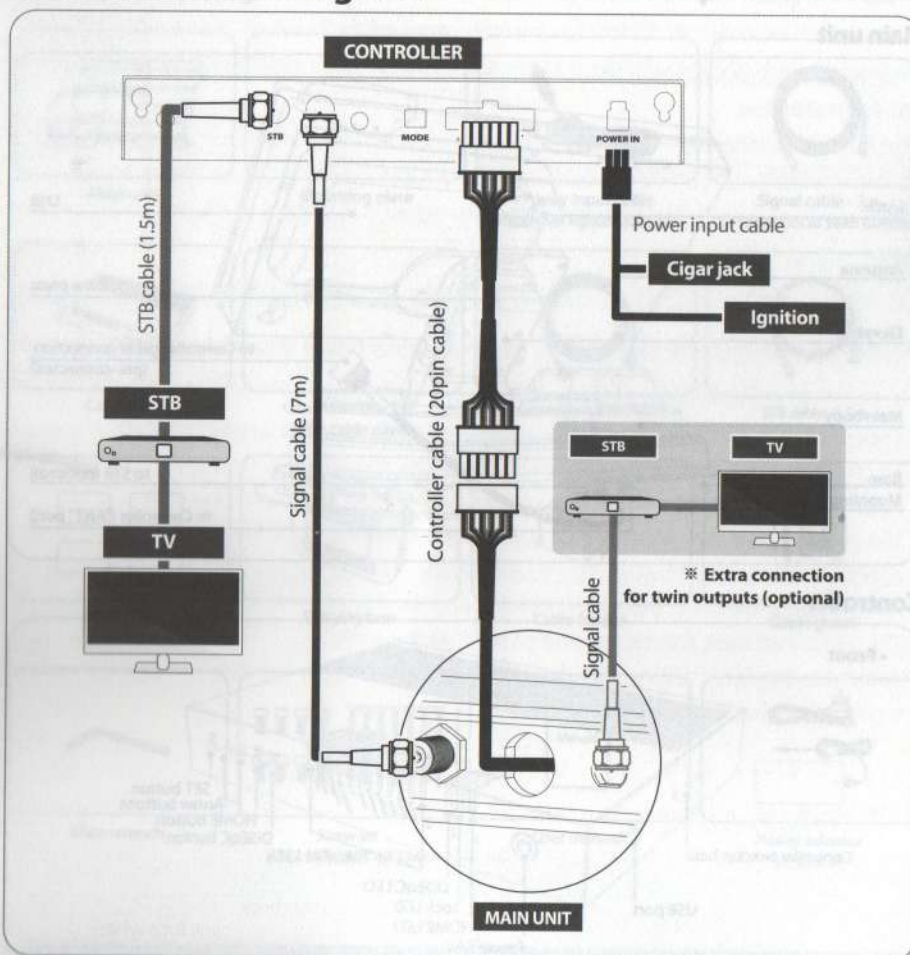 CONTROLLER
STB
MODE
POWER IN
Power input cable
Cigar jack
Ignition
STB cable (1.5m)
Signal cable (7m)
Controller cable (20pin cable)
STB
TV
STB
TV
※ Extra connection
for twin outputs (optional)
Signal cable
MAIN UNIT